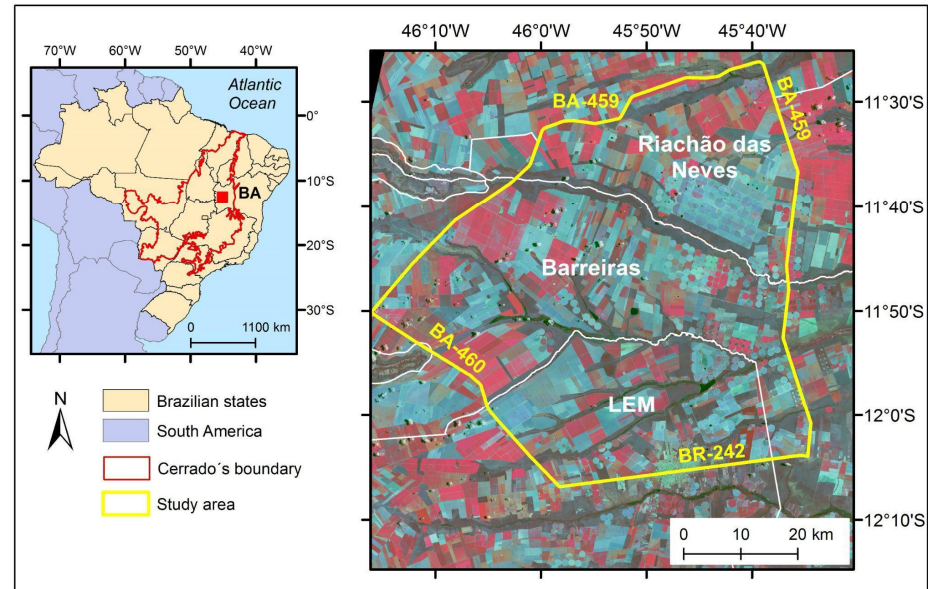 70°W
60°W
50°W
40°W
Atlantic
Ocean
0°
10°S
20°S
30°S
BA
0
1100 km
N
Brazilian states
South America
Cerrado´s boundary
Study area
46°10'W
46°0'W
45°50'W
45°40'W
11°30'S
11°40'S
11°50'S
12°0'S
12°10'S
BA-459
BA-459
Riachão das
Neves
Barreiras
BA-460
LEM
BR-242
0
10
20 km